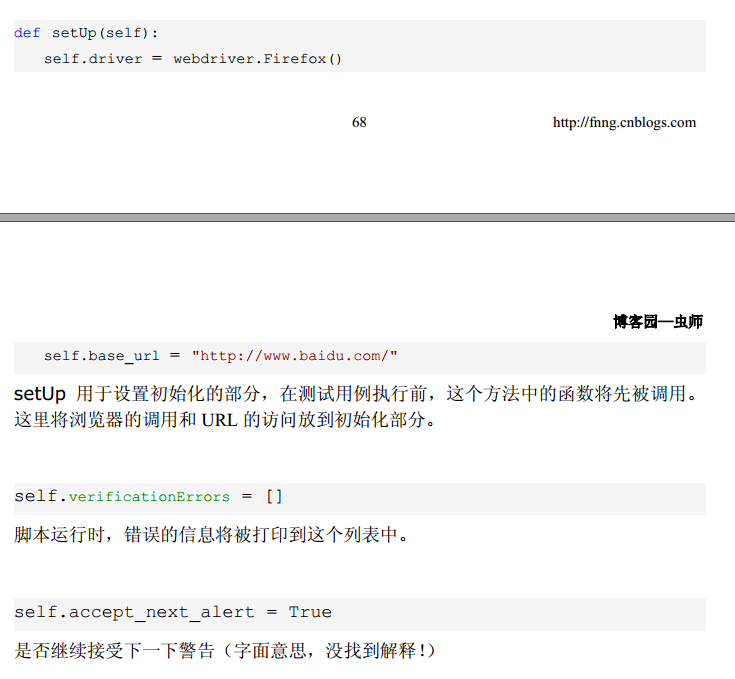 def setUp(self):
self.driver = webdriver.Firefox()
68 http://fnng.cnblogs.com
博客园—虫师
self.base_url = "http://www.baidu.com/"
setUp 用于设置初始化的部分，在测试用例执行前，这个方法中的函数将先被调用。
这里将浏览器的调用和 URL 的访问放到初始化部分。
self.verificationErrors = []
脚本运行时，错误的信息将被打印到这个列表中。
self.accept_next_alert = True
是否继续接受下一下警告（字面意思，没找到解释！）